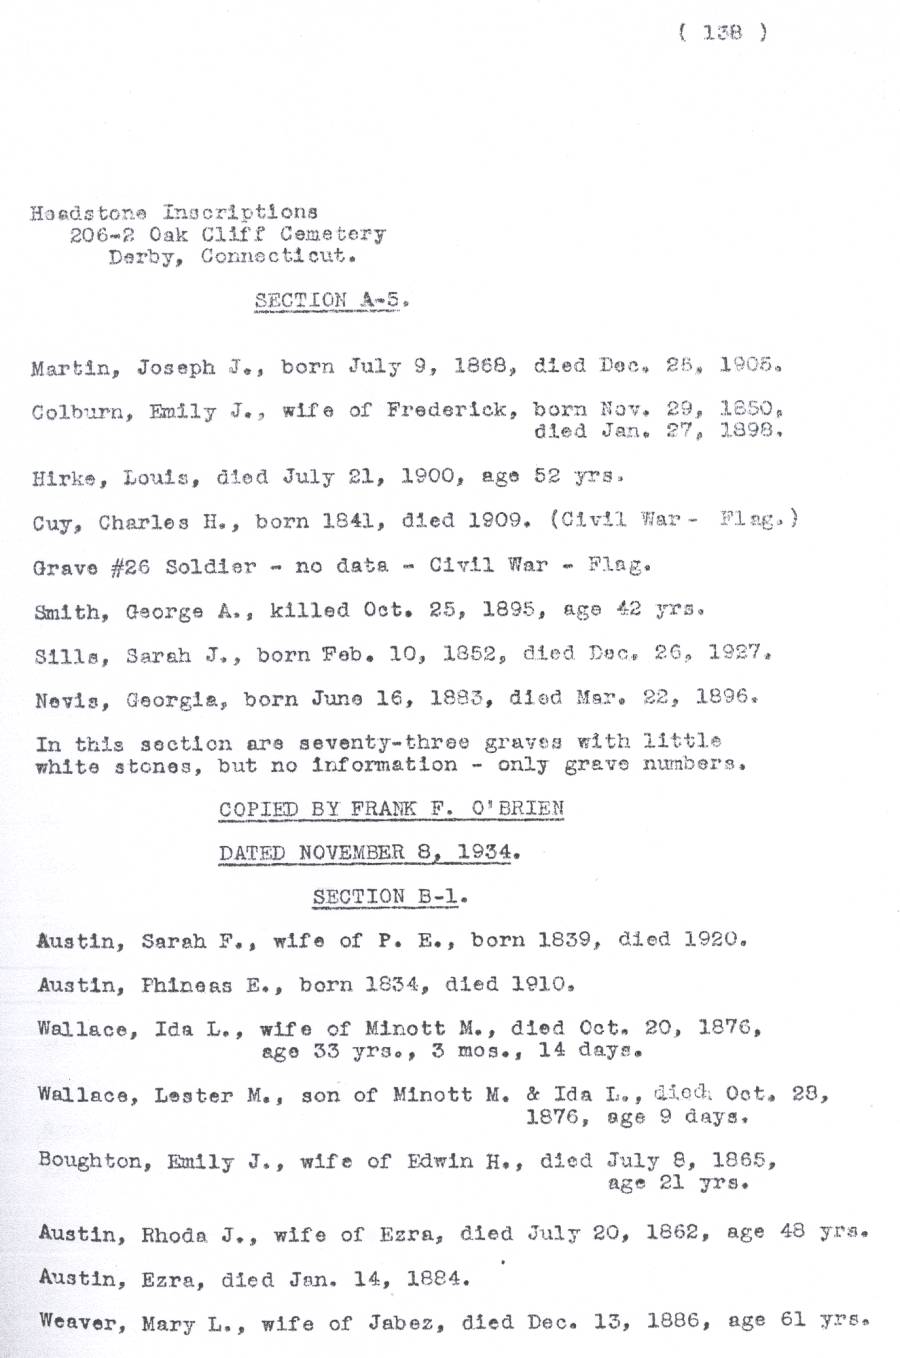 ( 138 )
Headstone Inscriptions
206-2 Oak Cliff Cemetery
Derby, Connecticut.
SECTION A-5.
Martin, Joseph J., born July 9, 1868, died Dec. 25, 1905.
Colburn, Emily J., wife of Frederick, born Nov. 29, 1850,
died Jan. 27, 1898.
Hirke, Louis, died July 21, 1900, age 52 yrs.
Cuy, Charles H., born 1841, died 1909. (Civil War - Flag.)
Grave #26 Soldier - no data - Civil War - Flag.
Smith, George A., killed Oct. 25, 1895, age 42 yrs.
Sills, Sarah J., born Feb. 10, 1852, died Dec. 26, 1927.
Nevis, Georgia, born June 16, 1883, died Mar. 22, 1896.
In this section are seventy-three graves with little
white stones, but no information - only grave numbers.
COPIED BY FRANK F. O'BRIEN
DATED NOVEMBER 8, 1934.
SECTION B-1.
Austin, Sarah F., wife of P. E., born 1839, died 1920.
Austin, Phineas E., born 1834, died 1910.
Wallace, Ida L., wife of Minott M., died Oct. 20, 1876,
age 33 yrs., 3 mos., 14 days.
Wallace, Lester M., son of Minott M. & Ida L., died Oct. 28,
1876, age 9 days.
Boughton, Emily J., wife of Edwin H., died July 8, 1865,
age 21 yrs.
Austin, Rhoda J., wife of Ezra, died July 20, 1862, age 48 yrs.
Austin, Ezra, died Jan. 14, 1884.
Weaver, Mary L., wife of Jabez, died Dec. 13, 1886, age 61 yrs.